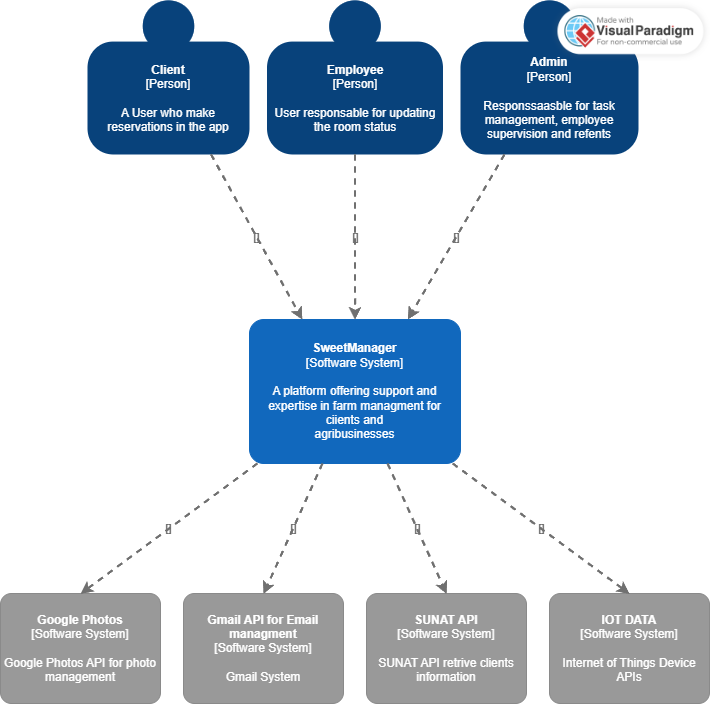 Made with
VisualParadigm
For non-commercial use
Client
[Person]
A User who make
reservations in the app
Employee
[Person]
User responsable for updating
the room status
Admin
[Person]
Responssaasble for task
management, employee
supervision and refents
SweetManager
[Software System]
A platform offering support and
expertise in farm managment for
ciients and
agribusinesses
Google Photos
[Software System]
Google Photos API for photo
management
Gmail API for Email
managment
[Software System]
Gmail System
SUNAT API
[Software System]
SUNAT API retrive clients
information
IOT DATA
[Software System]
Internet of Things Device
APIs